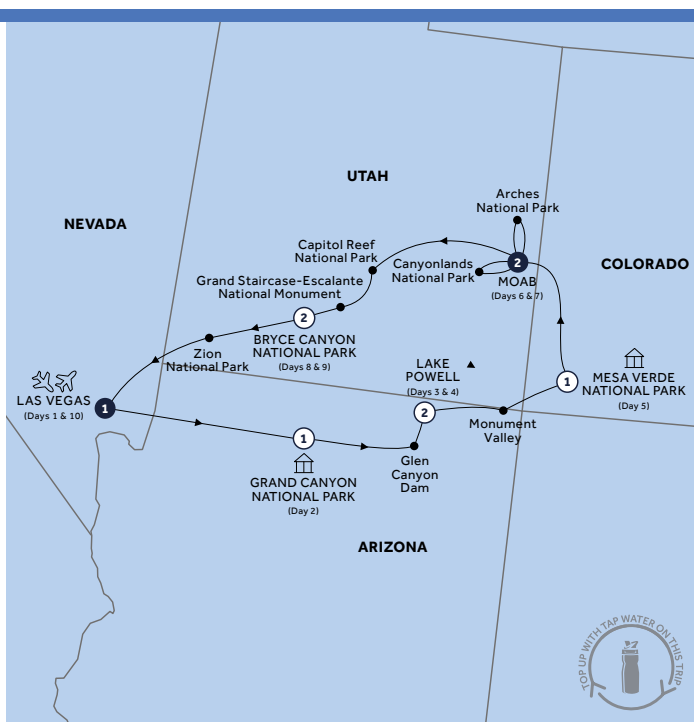 UTAH
Arches
National Park
NEVADA
Capitol Reef
National Park
Canyonlands
National Park
2
MOAB
(Days 6 & 7)
COLORADO
Grand Staircase-Escalante
National Monument
2
BRYCE CANYON
NATIONAL PARK
(Days 8 & 9)
Zion
National Park
LAKE
POWELL
(Days 3 & 4)
1
MESA VERDE
NATIONAL PARK
(Day 5)
LAS VEGAS
(Days 1 & 10)
1
2
Monument
Valley
1
GRAND CANYON
NATIONAL PARK
(Day 2)
Glen
Canyon
Dam
ARIZONA
TOP UP WITH TAP WATER ON THIS TRIP